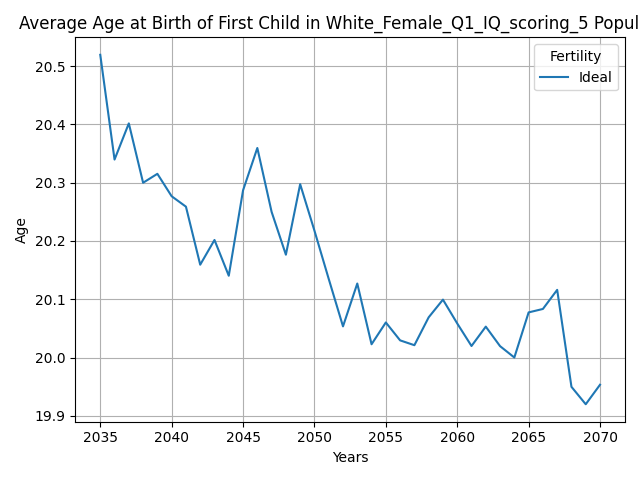 Average Age at Birth of First Child in White_Female_Q1_IQ_scoring_5 Popul
Fertility
Ideal
20.5
20.4
20.3
20.2
20.1
20.0
19.9
Age
2035 2040 2045 2050 2055 2060 2065 2070
Years